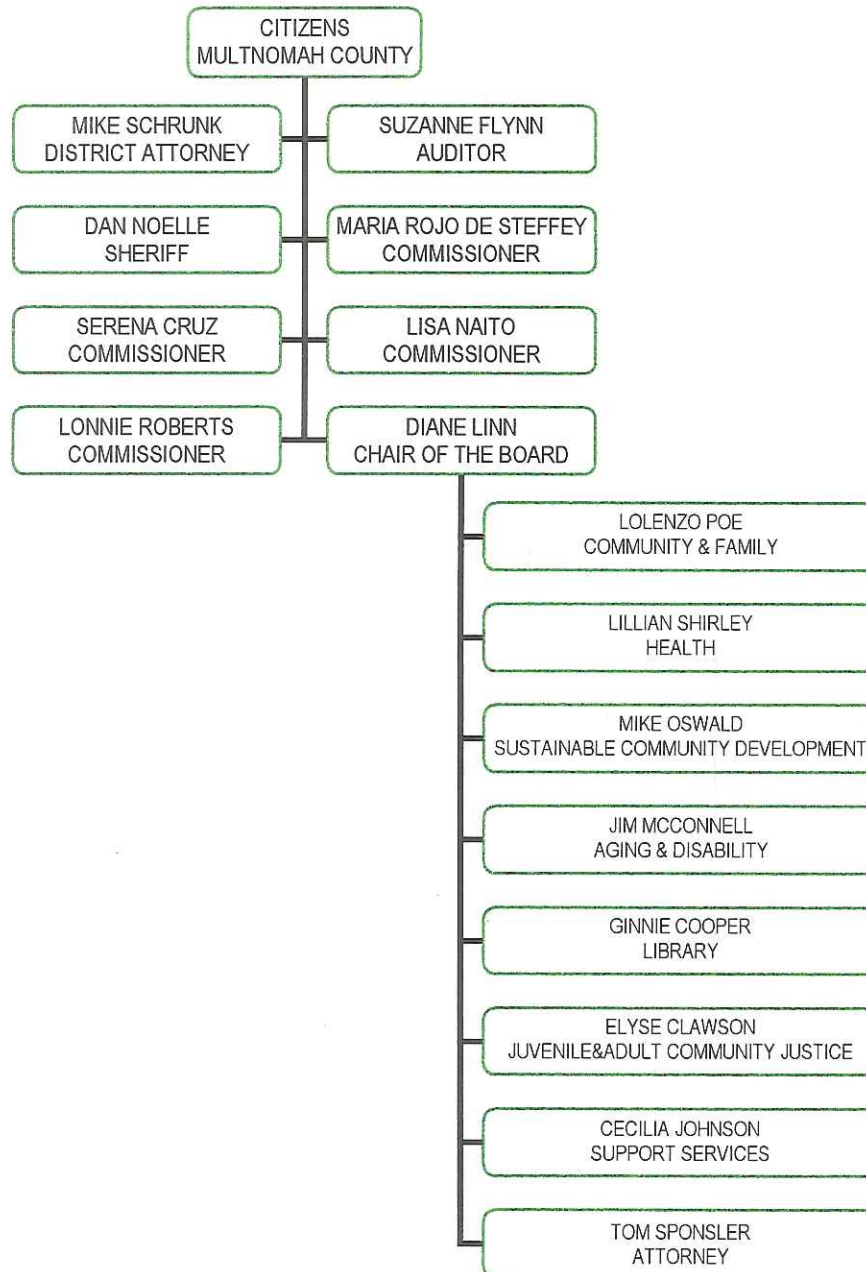 CITIZENS
MULTNOMAH COUNTY
MIKE SCHRUNK
DISTRICT ATTORNEY
SUZANNE FLYNN
AUDITOR
DAN NOELLE
SHERIFF
MARIA ROJO DE STEFFEY
COMMISSIONER
SERENA CRUZ
COMMISSIONER
LISA NAITO
COMMISSIONER
LONNIE ROBERTS
COMMISSIONER
DIANE LINN
CHAIR OF THE BOARD
LOLENZO POE
COMMUNITY & FAMILY
LILLIAN SHIRLEY
HEALTH
MIKE OSWALD
SUSTAINABLE COMMUNITY DEVELOPMENT
JIM MCCONNELL
AGING & DISABILITY
GINNIE COOPER
LIBRARY
ELYSE CLAWSON
JUVENILE&ADULT COMMUNITY JUSTICE
CECILIA JOHNSON
SUPPORT SERVICES
TOM SPONSLER
ATTORNEY